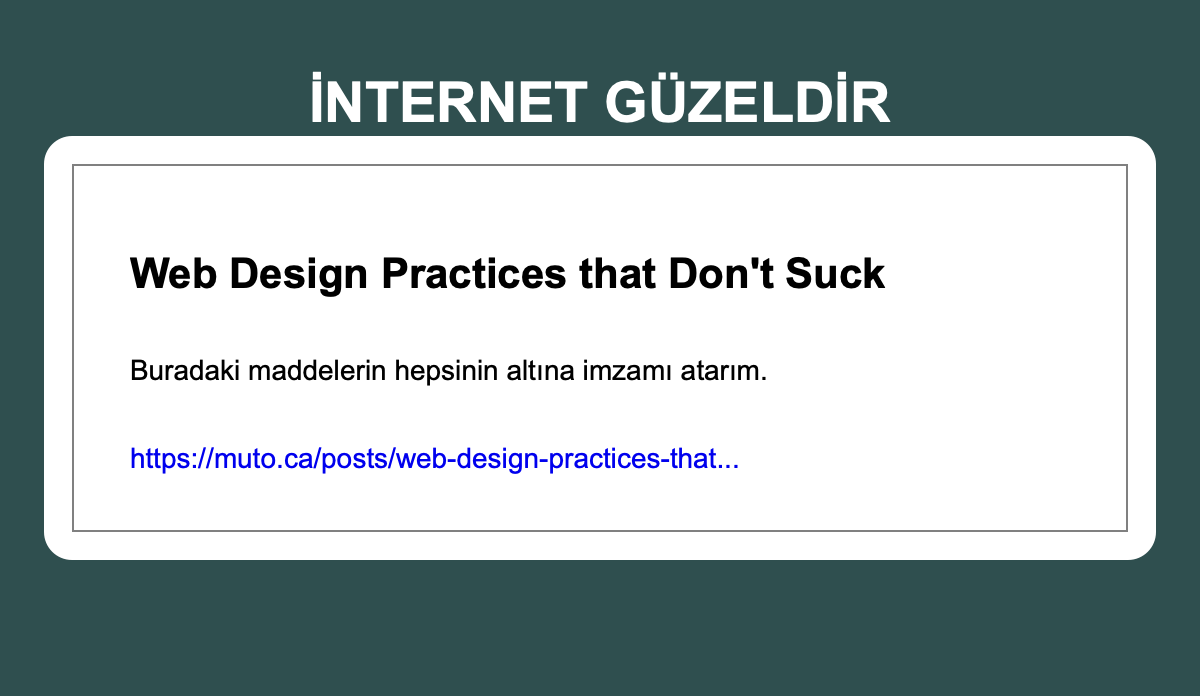 İNTERNET GÜZELDİR
Web Design Practices that Don't Suck
Buradaki maddelerin hepsinin altına imzamı atarım.
https://muto.ca/posts/web-design-practices-that...